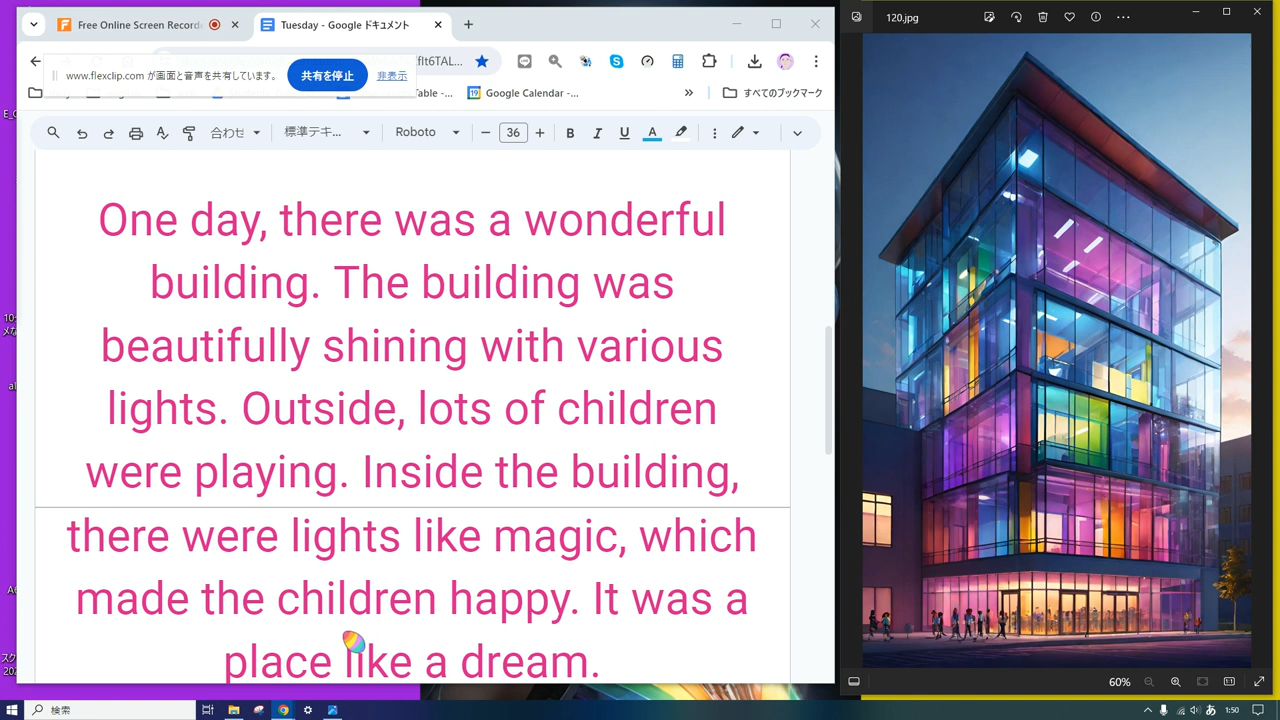 Free Online Screen Record
Tuesday - Google ドキュメント
120.jpg
www.flexclip.com が画面と音声を共有しています。
共有を停止
非表示
fIt6TAL...
Table -...
Google Calendar -...
すべてのブックマーク
合わせ
標準テキ...
Roboto
36
One day, there was a wonderful
building. The building was
beautifully shining with various
lights. Outside, lots of children
were playing. Inside the building,
there were lights like magic, which
made the children happy. It was a
place like a dream.
60%
検索
あ
1:50